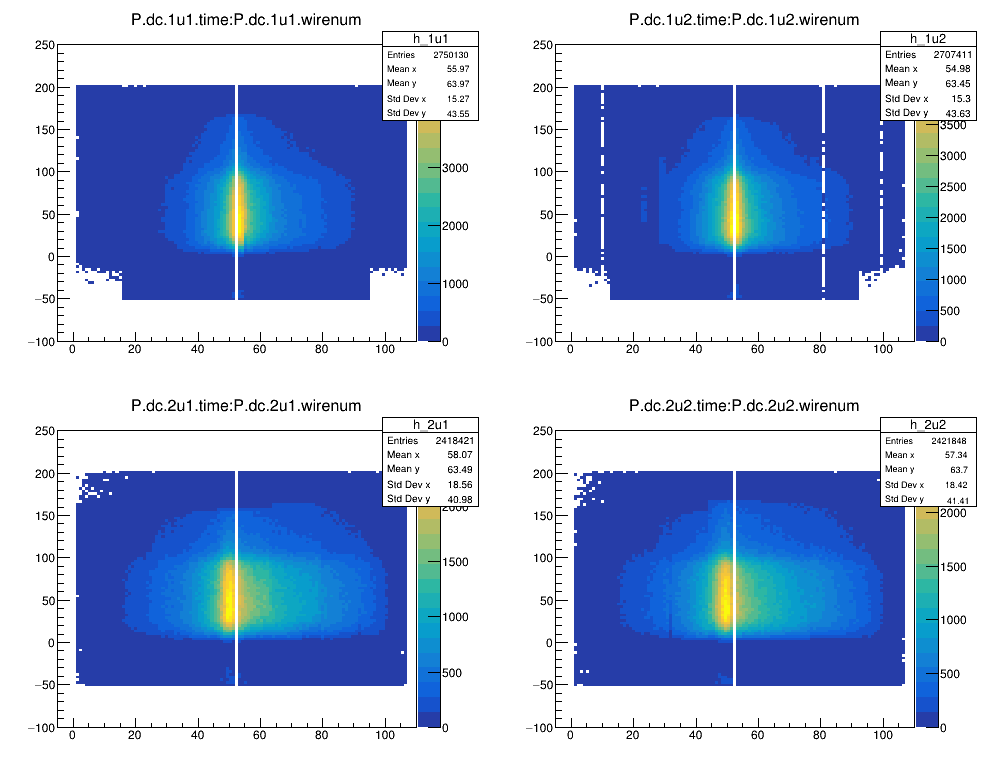 P.dc.1u1.time:P.dc.1u1.wirenum
h_1u1
Entries 2750130
Mean x 55.97
Mean y 63.97
Std Dev x 15.27
Std Dev y 43.55
250
200
150
100
50
0
−50
−100
0 20 40 60 80 100
3000
2000
1000
0
P.dc.1u2.time:P.dc.1u2.wirenum
h_1u2
Entries 2707411
Mean x 54.98
Mean y 63.45
Std Dev x 15.3
Std Dev y 43.63
250
200
150
100
50
0
−50
−100
0 20 40 60 80 100
3500
3000
2500
2000
1500
1000
500
0
P.dc.2u1.time:P.dc.2u1.wirenum
h_2u1
Entries 2418421
Mean x 58.07
Mean y 63.49
Std Dev x 18.56
Std Dev y 40.98
250
200
150
100
50
0
−50
−100
0 20 40 60 80 100
2000
1500
1000
500
0
P.dc.2u2.time:P.dc.2u2.wirenum
h_2u2
Entries 2421848
Mean x 57.34
Mean y 63.7
Std Dev x 18.42
Std Dev y 41.41
250
200
150
100
50
0
−50
−100
0 20 40 60 80 100
2000
1500
1000
500
0